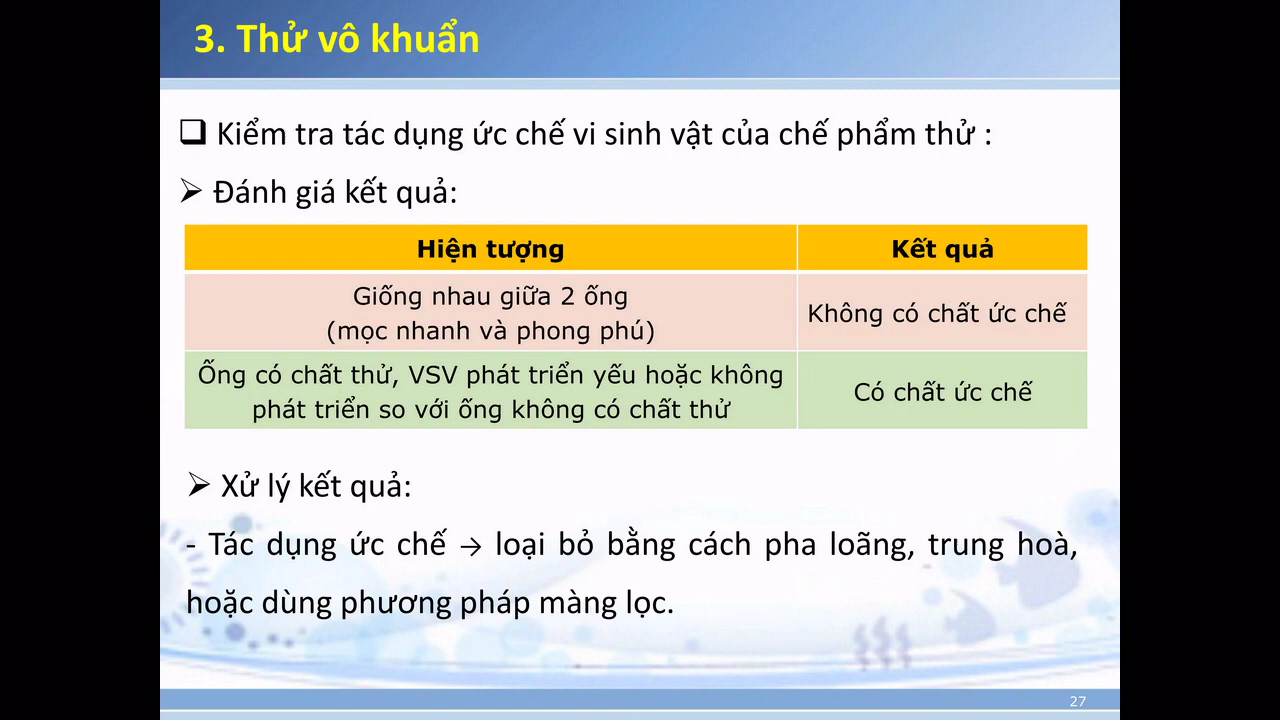 3. Thử vô khuẩn
❑ Kiểm tra tác dụng ức chế vi sinh vật của chế phẩm thử :
➢ Đánh giá kết quả:
Hiện tượng
Kết quả
Giống nhau giữa 2 ống
(mọc nhanh và phong phú)
Không có chất ức chế
Ống có chất thử, VSV phát triển yếu hoặc không
phát triển so với ống không có chất thử
Có chất ức chế
➢ Xử lý kết quả:
- Tác dụng ức chế → loại bỏ bằng cách pha loãng, trung hoà,
hoặc dùng phương pháp màng lọc.
27